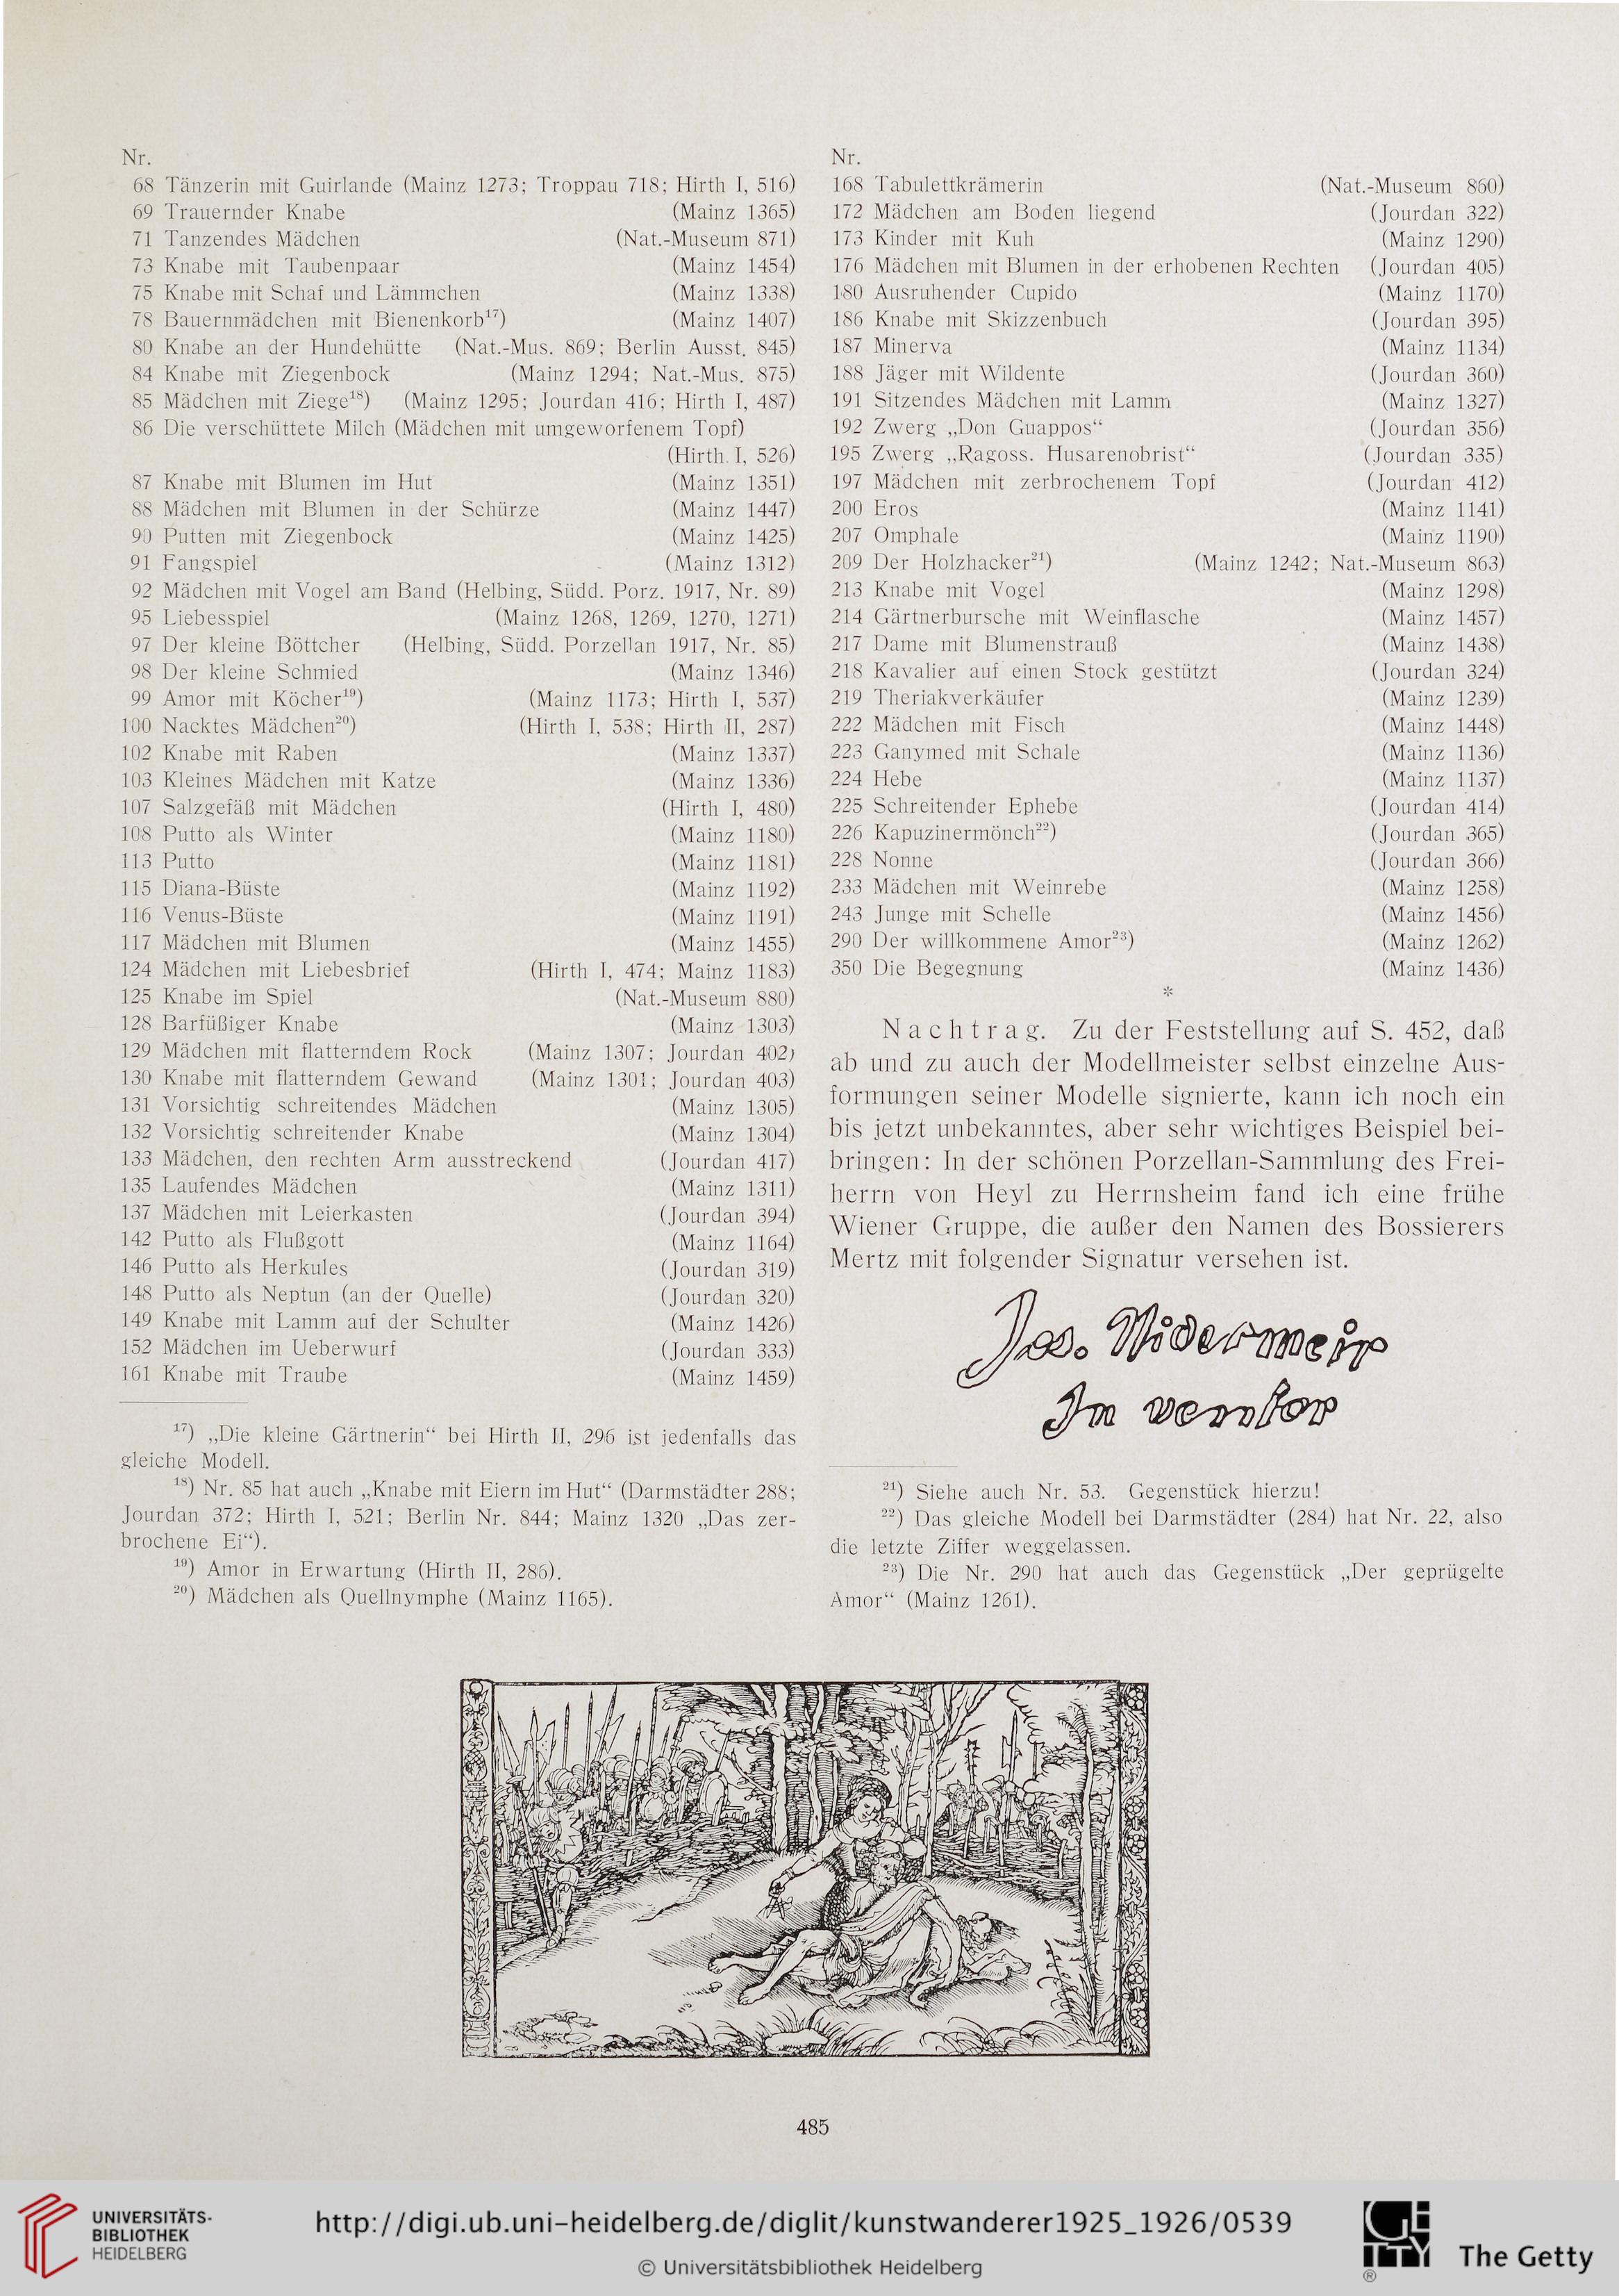 Nr.
68 Tänzerin mit Guirlande (Mainz 1273; Troppau 718; Hirth I, 516)
69 Trauernder Knabe (Mainz 1365)
71 Tanzendes Mädchen (Nat.-Museum 871)
73 Knabe mit Taubenpaar (Mainz 1454)
75 Knabe mit Schaf und Lämmchen (Mainz 1338)
78 Bauernmädchen mit Bienenkorb¹⁷) (Mainz 1407)
80 Knabe an der Hundehütte (Nat.-Mus. 869; Berlin Ausst. 845)
84 Knabe mit Ziegenbock (Mainz 1294; Nat.-Mus. 875)
85 Mädchen mit Ziege¹⁸) (Mainz 1295; Jourdan 416; Hirth I, 487)
86 Die verschüttete Milch (Mädchen mit umgeworfenem Topf)
(Hirth I, 526)
87 Knabe mit Blumen im Hut (Mainz 1351)
88 Mädchen mit Blumen in der Schürze (Mainz 1447)
90 Putten mit Ziegenbock (Mainz 1425)
91 Fangspiel (Mainz 1312)
92 Mädchen mit Vogel am Band (Helbing, Südd. Porz. 1917, Nr. 89)
95 Liebesspiel (Mainz 1268, 1269, 1270, 1271)
97 Der kleine Böttcher (Helbing, Südd. Porzellan 1917, Nr. 85)
98 Der kleine Schmied (Mainz 1346)
99 Amor mit Köcher¹⁹) (Mainz 1173; Hirth I, 537)
100 Nacktes Mädchen²⁰) (Hirth I, 538; Hirth II, 287)
102 Knabe mit Raben (Mainz 1337)
103 Kleines Mädchen mit Katze (Mainz 1336)
107 Salzgefäß mit Mädchen (Hirth I, 480)
108 Putto als Winter (Mainz 1180)
113 Putto (Mainz 1181)
115 Diana-Büste (Mainz 1192)
116 Venus-Büste (Mainz 1191)
117 Mädchen mit Blumen (Mainz 1455)
124 Mädchen mit Liebesbrief (Hirth I, 474; Mainz 1183)
125 Knabe im Spiel (Nat.-Museum 880)
128 Barfüßiger Knabe (Mainz 1303)
129 Mädchen mit flatterndem Rock (Mainz 1307; Jourdan 402)
130 Knabe mit flatterndem Gewand (Mainz 1301; Jourdan 403)
131 Vorsichtig schreitendes Mädchen (Mainz 1305)
132 Vorsichtig schreitender Knabe (Mainz 1304)
133 Mädchen, den rechten Arm ausstreckend (Jourdan 417)
135 Laufendes Mädchen (Mainz 1311)
137 Mädchen mit Leierkasten (Jourdan 394)
142 Putto als Flußgott (Mainz 1164)
146 Putto als Herkules (Jourdan 319)
148 Putto als Neptun (an der Quelle) (Jourdan 320)
149 Knabe mit Lamm auf der Schulter (Mainz 1426)
152 Mädchen im Ueberwurf (Jourdan 333)
161 Knabe mit Traube (Mainz 1459)
¹⁷) „Die kleine Gärtnerin“ bei Hirth II, 296 ist jedenfalls das
gleiche Modell.
¹⁸) Nr. 85 hat auch „Knabe mit Eiern im Hut“ (Darmstädter 288;
Jourdan 372; Hirth I, 521; Berlin Nr. 844; Mainz 1320 „Das zer-
brochene Ei“).
¹⁹) Amor in Erwartung (Hirth II, 286).
²⁰) Mädchen als Quellnymphe (Mainz 1165).
Nr.
168 Tabulettkrämerin (Nat.-Museum 860)
172 Mädchen am Boden liegend (Jourdan 322)
173 Kinder mit Kuh (Mainz 1290)
176 Mädchen mit Blumen in der erhobenen Rechten (Jourdan 405)
180 Ausruhender Cupido (Mainz 1170)
186 Knabe mit Skizzenbuch (Jourdan 395)
187 Minerva (Mainz 1134)
188 Jäger mit Wildente (Jourdan 360)
191 Sitzendes Mädchen mit Lamm (Mainz 1327)
192 Zwerg „Don Guappos“ (Jourdan 356)
195 Zwerg „Ragoss. Husarenobrist“ (Jourdan 335)
197 Mädchen mit zerbrochenem Topf (Jourdan 412)
200 Eros (Mainz 1141)
207 Omphale (Mainz 1190)
209 Der Holzhacker²¹) (Mainz 1242; Nat.-Museum 863)
213 Knabe mit Vogel (Mainz 1298)
214 Gärtnerbursche mit Weinflasche (Mainz 1457)
217 Dame mit Blumenstrauß (Mainz 1438)
218 Kavalier auf einen Stock gestützt (Jourdan 324)
219 Theriakverkäufer (Mainz 1239)
222 Mädchen mit Fisch (Mainz 1448)
223 Ganymed mit Schale (Mainz 1136)
224 Hebe (Mainz 1137)
225 Schreitender Ephebe (Jourdan 414)
226 Kapuzinermönch²²) (Jourdan 365)
228 Nonne (Jourdan 366)
233 Mädchen mit Weinrebe (Mainz 1258)
243 Junge mit Schelle (Mainz 1456)
290 Der willkommene Amor²³) (Mainz 1262)
350 Die Begegnung (Mainz 1436)
*
Nachtrag. Zu der Feststellung auf S. 452, daß
ab und zu auch der Modellmeister selbst einzelne Aus-
formungen seiner Modelle signierte, kann ich noch ein
bis jetzt unbekanntes, aber sehr wichtiges Beispiel bei-
bringen: In der schönen Porzellan-Sammlung des Frei-
herrn von Heyl zu Herrnsheim fand ich eine frühe
Wiener Gruppe, die außer den Namen des Bossierers
Mertz mit folgender Signatur versehen ist.
Jos. Nidermeir
In ventor
²¹) Siehe auch Nr. 53. Gegenstück hierzu!
²²) Das gleiche Modell bei Darmstädter (284) hat Nr. 22, also
die letzte Ziffer weggelassen.
²³) Die Nr. 290 hat auch das Gegenstück „Der geprügelte
Amor“ (Mainz 1261).
485
UNIVERSITÄTS-
BIBLIOTHEK
HEIDELBERG
http://digi.ub.uni-heidelberg.de/diglit/kunstwanderer1925_1926/0539
© Universitätsbibliothek Heidelberg
GETTY
®
The Getty